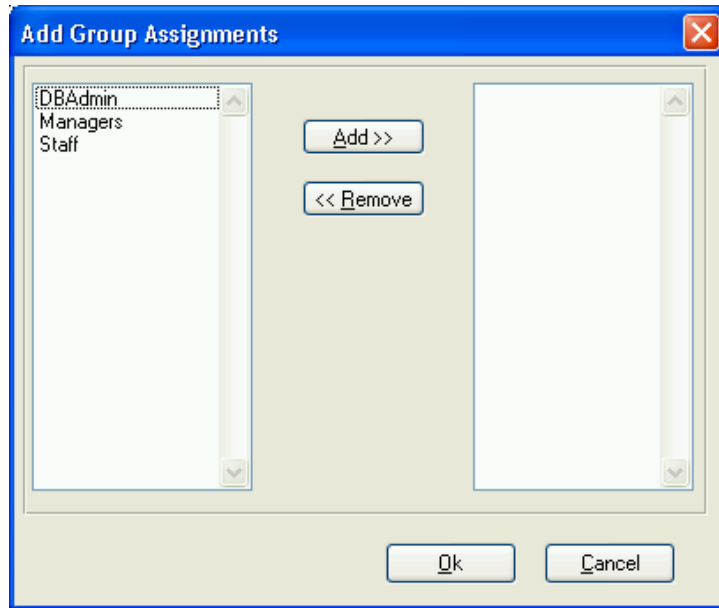 Add Group Assignments
DBAdmin
Managers
Staff
Add >>
<< Remove
Ok
Cancel